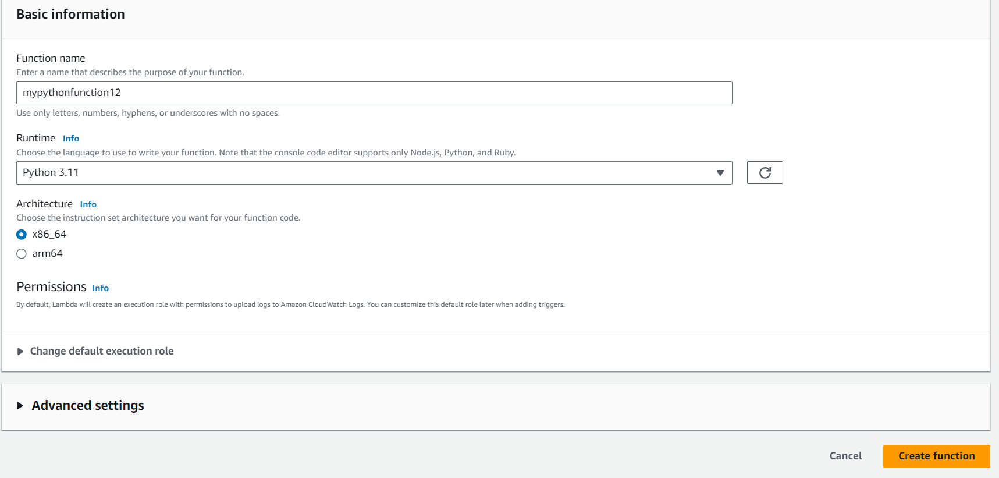 Basic information
Function name
Enter a name that describes the purpose of your function.
mypythonfunction12
Use only letters, numbers, hyphens, or underscores with no spaces.
Runtime Info
Choose the language to use to write your function. Note that the console code editor supports only Node.js, Python, and Ruby.
Python 3.11
Architecture Info
Choose the instruction set architecture you want for your function code.
x86_64
arm64
Permissions Info
By default, Lambda will create an execution role with permissions to upload logs to Amazon CloudWatch Logs. You can customize this default role later when adding triggers.
Change default execution role
Advanced settings
Cancel Create function